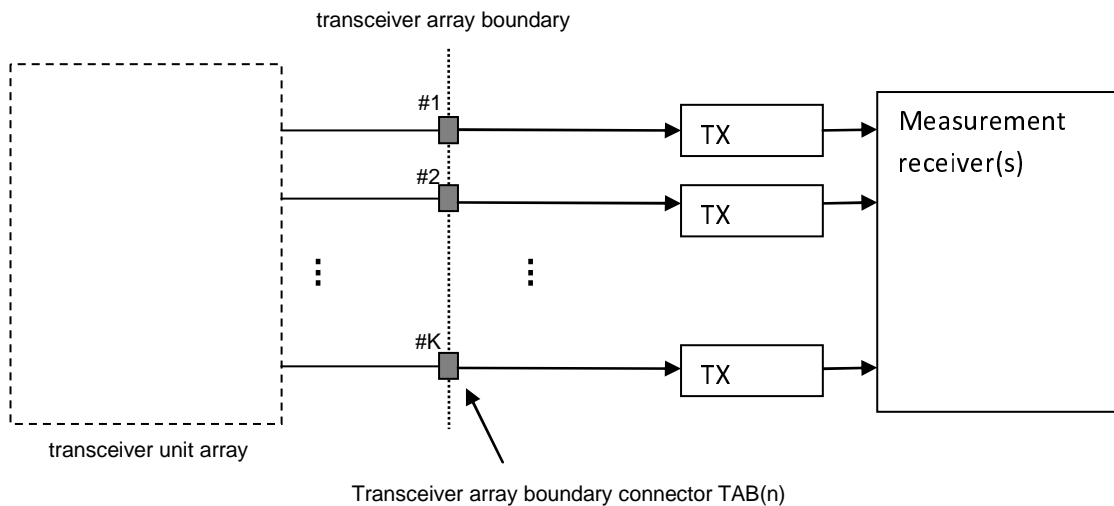 transceiver array boundary
#1
TX
Measurement
receiver(s)
#2
TX
#K
TX
transceiver unit array
Transceiver array boundary connector TAB(n)